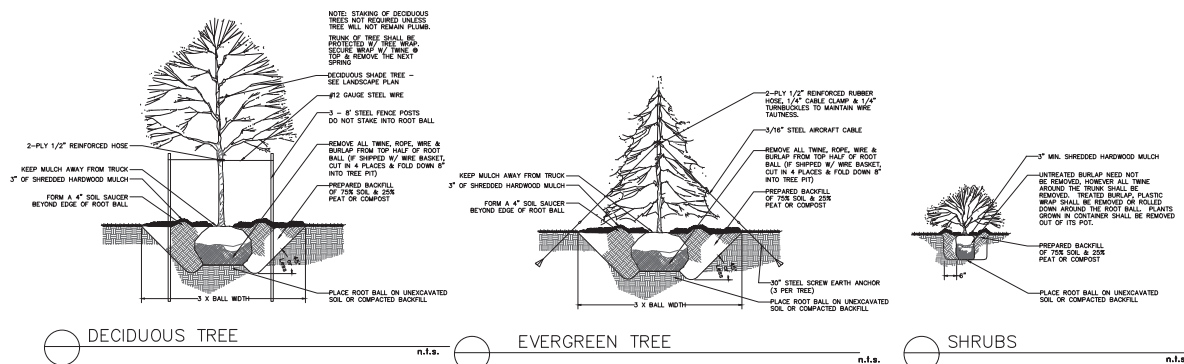 NOTE: STAKING OF DECIDUOUS
TREES NOT REQUIRED UNLESS
TREE WILL NOT REMAIN PLUMB.
TRUNK OF TREE SHALL BE
PROTECTED W/ TREE WRAP.
SECURE WRAP W/ TWINE @
TOP & REMOVE THE NEXT
SPRING
DECIDUOUS SHADE TREE –
SEE LANDSCAPE PLAN
#12 GAUGE STEEL WIRE
3 – 8' STEEL FENCE POSTS
DO NOT STAKE INTO ROOT BALL
2-PLY 1/2" REINFORCED HOSE
REMOVE ALL TWINE, ROPE, WIRE &
BURLAP FROM TOP HALF OF ROOT
BALL (IF SHIPPED W/ WIRE BASKET,
CUT IN 4 PLACES & FOLD DOWN 8"
INTO TREE PIT)
KEEP MULCH AWAY FROM TRUCK
3" OF SHREDDED HARDWOOD MULCH
FORM A 4" SOIL SAUCER
BEYOND EDGE OF ROOT BALL
PREPARED BACKFILL
OF 75% SOIL & 25%
PEAT OR COMPOST
3 X BALL WIDTH
PLACE ROOT BALL ON UNEXCAVATED
SOIL OR COMPACTED BACKFILL
DECIDUOUS TREE
n.t.s.
2-PLY 1/2" REINFORCED RUBBER
HOSE, 1/4" CABLE CLAMP & 1/4"
TURNBUCKLES TO MAINTAIN WIRE
TAUTNESS.
3/16" STEEL AIRCRAFT CABLE
REMOVE ALL TWINE, ROPE, WIRE &
BURLAP FROM TOP HALF OF ROOT
BALL (IF SHIPPED W/ WIRE BASKET,
CUT IN 4 PLACES & FOLD DOWN 8"
INTO TREE PIT)
KEEP MULCH AWAY FROM TRUCK
3" OF SHREDDED HARDWOOD MULCH
FORM A 4" SOIL SAUCER
BEYOND EDGE OF ROOT BALL
PREPARED BACKFILL
OF 75% SOIL & 25%
PEAT OR COMPOST
30" STEEL SCREW EARTH ANCHOR
(3 PER TREE)
3 X BALL WIDTH
PLACE ROOT BALL ON UNEXCAVATED
SOIL OR COMPACTED BACKFILL
EVERGREEN TREE
n.t.s.
3" MIN. SHREDDED HARDWOOD MULCH
UNTREATED BURLAP NEED NOT
BE REMOVED, HOWEVER ALL TWINE
AROUND THE TRUNK SHALL BE
REMOVED. TREATED BURLAP, PLASTIC
WRAP SHALL BE REMOVED OR ROLLED
DOWN AROUND THE ROOT BALL. PLANTS
GROWN IN CONTAINER SHALL BE REMOVED
OUT OF ITS POT.
PREPARED BACKFILL
OF 75% SOIL & 25%
PEAT OR COMPOST
6"
PLACE ROOT BALL ON UNEXCAVATED
SOIL OR COMPACTED BACKFILL
SHRUBS
n.t.s.